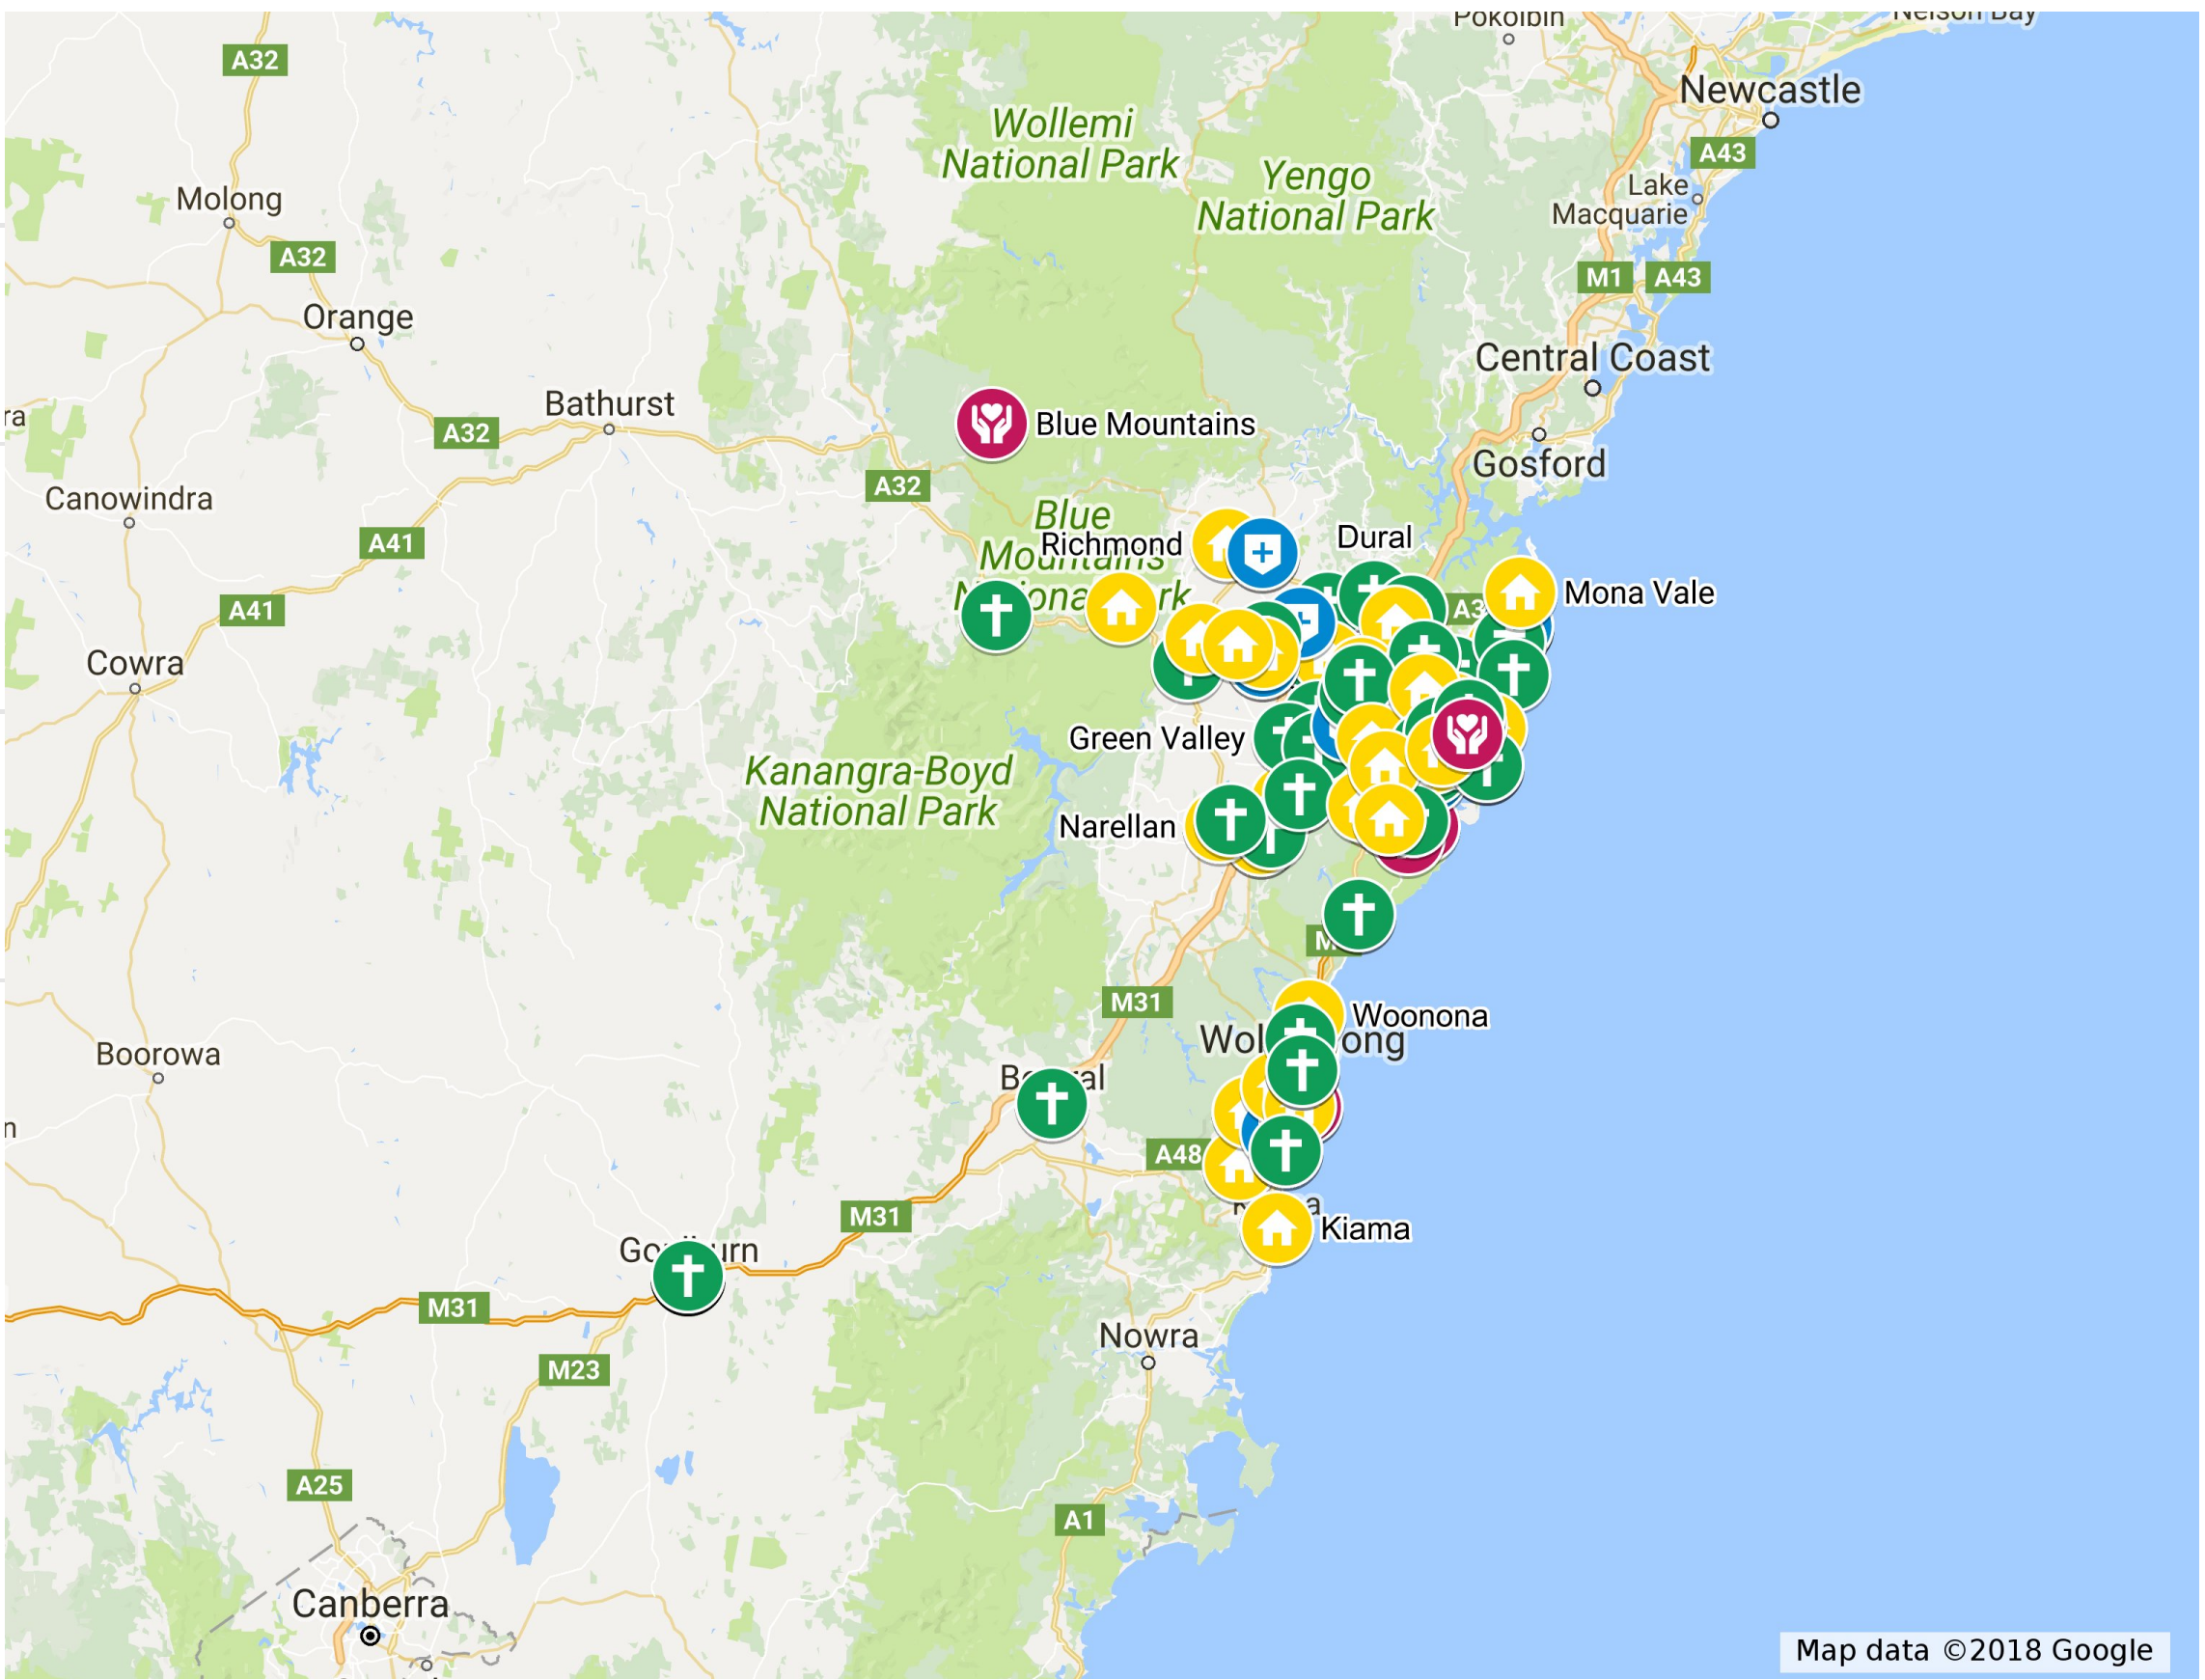 Pokolbin
Nelson Bay
A32
Newcastle
Wollemi
National Park
A43
Yengo
National Park
Molong
Lake
Macquarie
A32
M1
A43
Orange
Central Coast
Bathurst
ra
Blue Mountains
A32
Gosford
A32
Canowindra
Blue
Mountains
Richmond
Dural
A41
Mona Vale
A41
Cowra
Green Valley
Kanangra-Boyd
National Park
Narellan
M31
Woonona
Boorowa
n
A48
M31
Kiama
M31
Nowra
M23
A25
A1
Canberra
Map data ©2018 Google